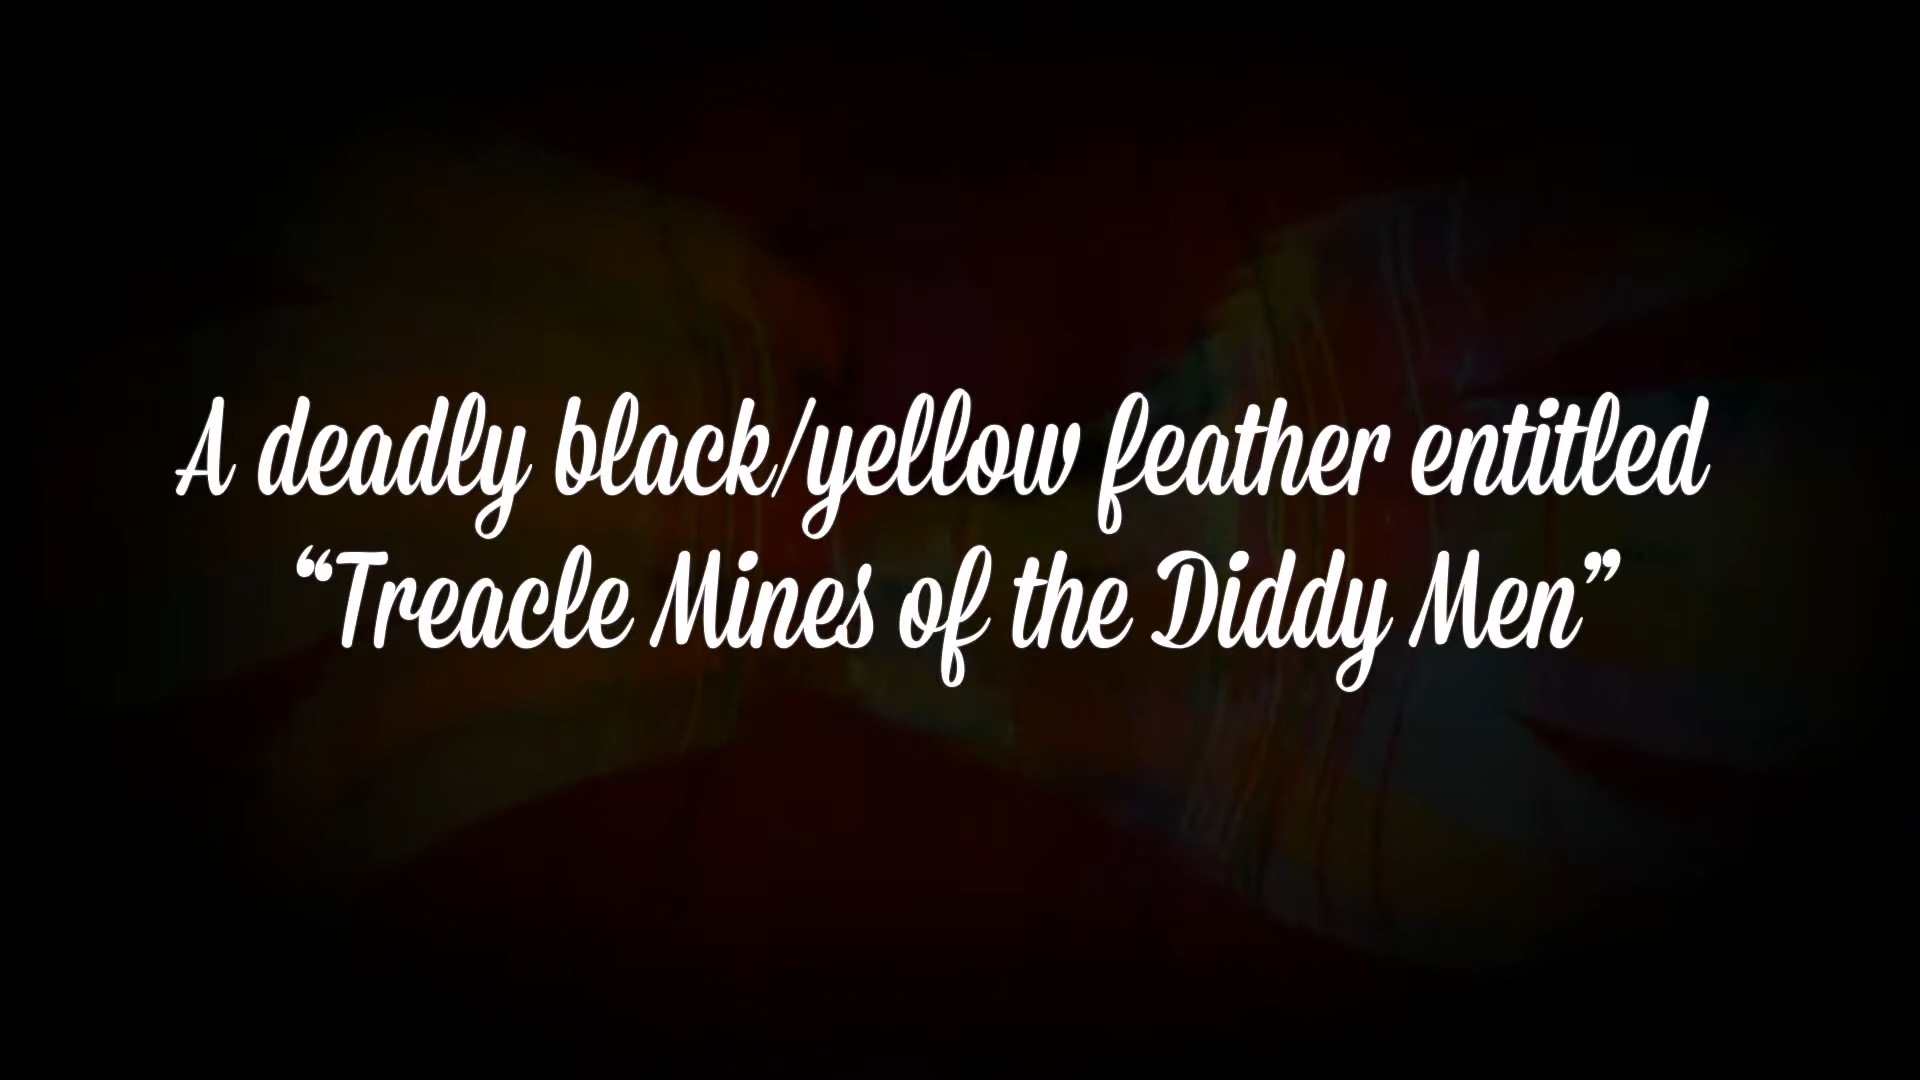 A deadly black/yellow feather entitled
“Treacle Mines of the Diddy Men”